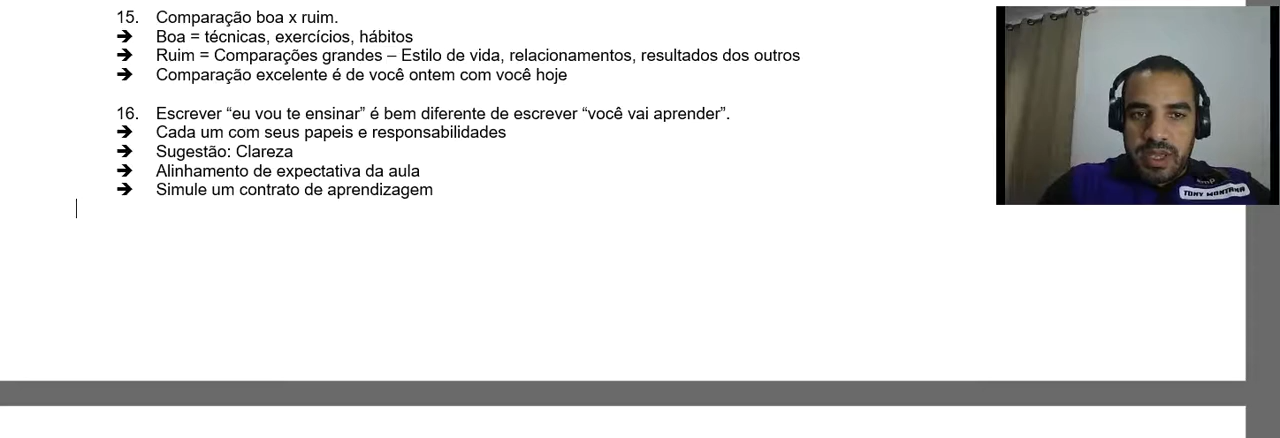 15. Comparação boa x ruim.
➔ Boa = técnicas, exercícios, hábitos
➔ Ruim = Comparações grandes – Estilo de vida, relacionamentos, resultados dos outros
➔ Comparação excelente é de você ontem com você hoje
16. Escrever “eu vou te ensinar” é bem diferente de escrever “você vai aprender”.
➔ Cada um com seus papeis e responsabilidades
➔ Sugestão: Clareza
➔ Alinhamento de expectativa da aula
➔ Simule um contrato de aprendizagem
TONY MONTANA